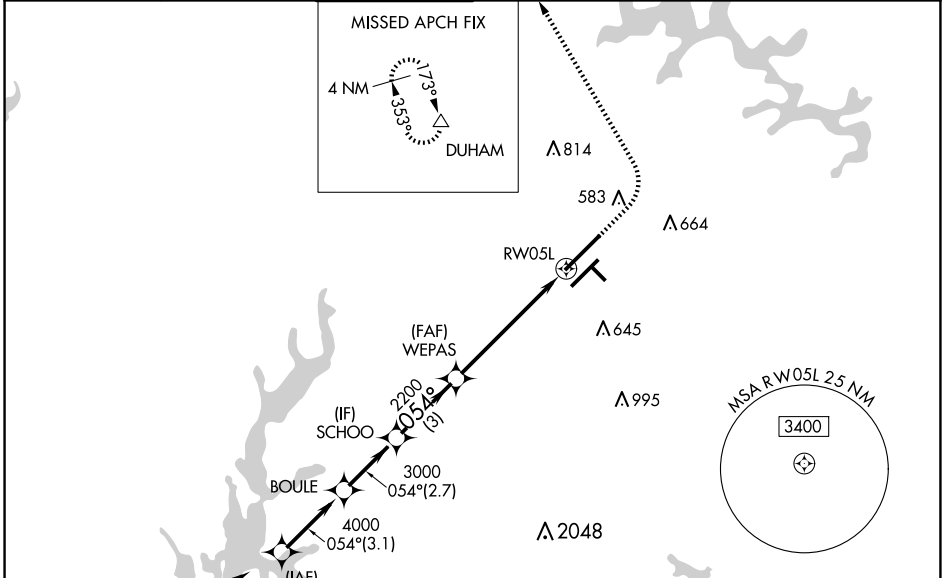 MISSED APCH FIX
4 NM
173°
353°
DUHAM
814
583
664
RW05L
645
(FAF)
WEPAS
995
MSA RW05L 25 NM
3400
2200
054°
(3)
(IF)
SCHOO
3000
054°(2.7)
BOULE
4000
054°(3.1)
2048
(IAF)